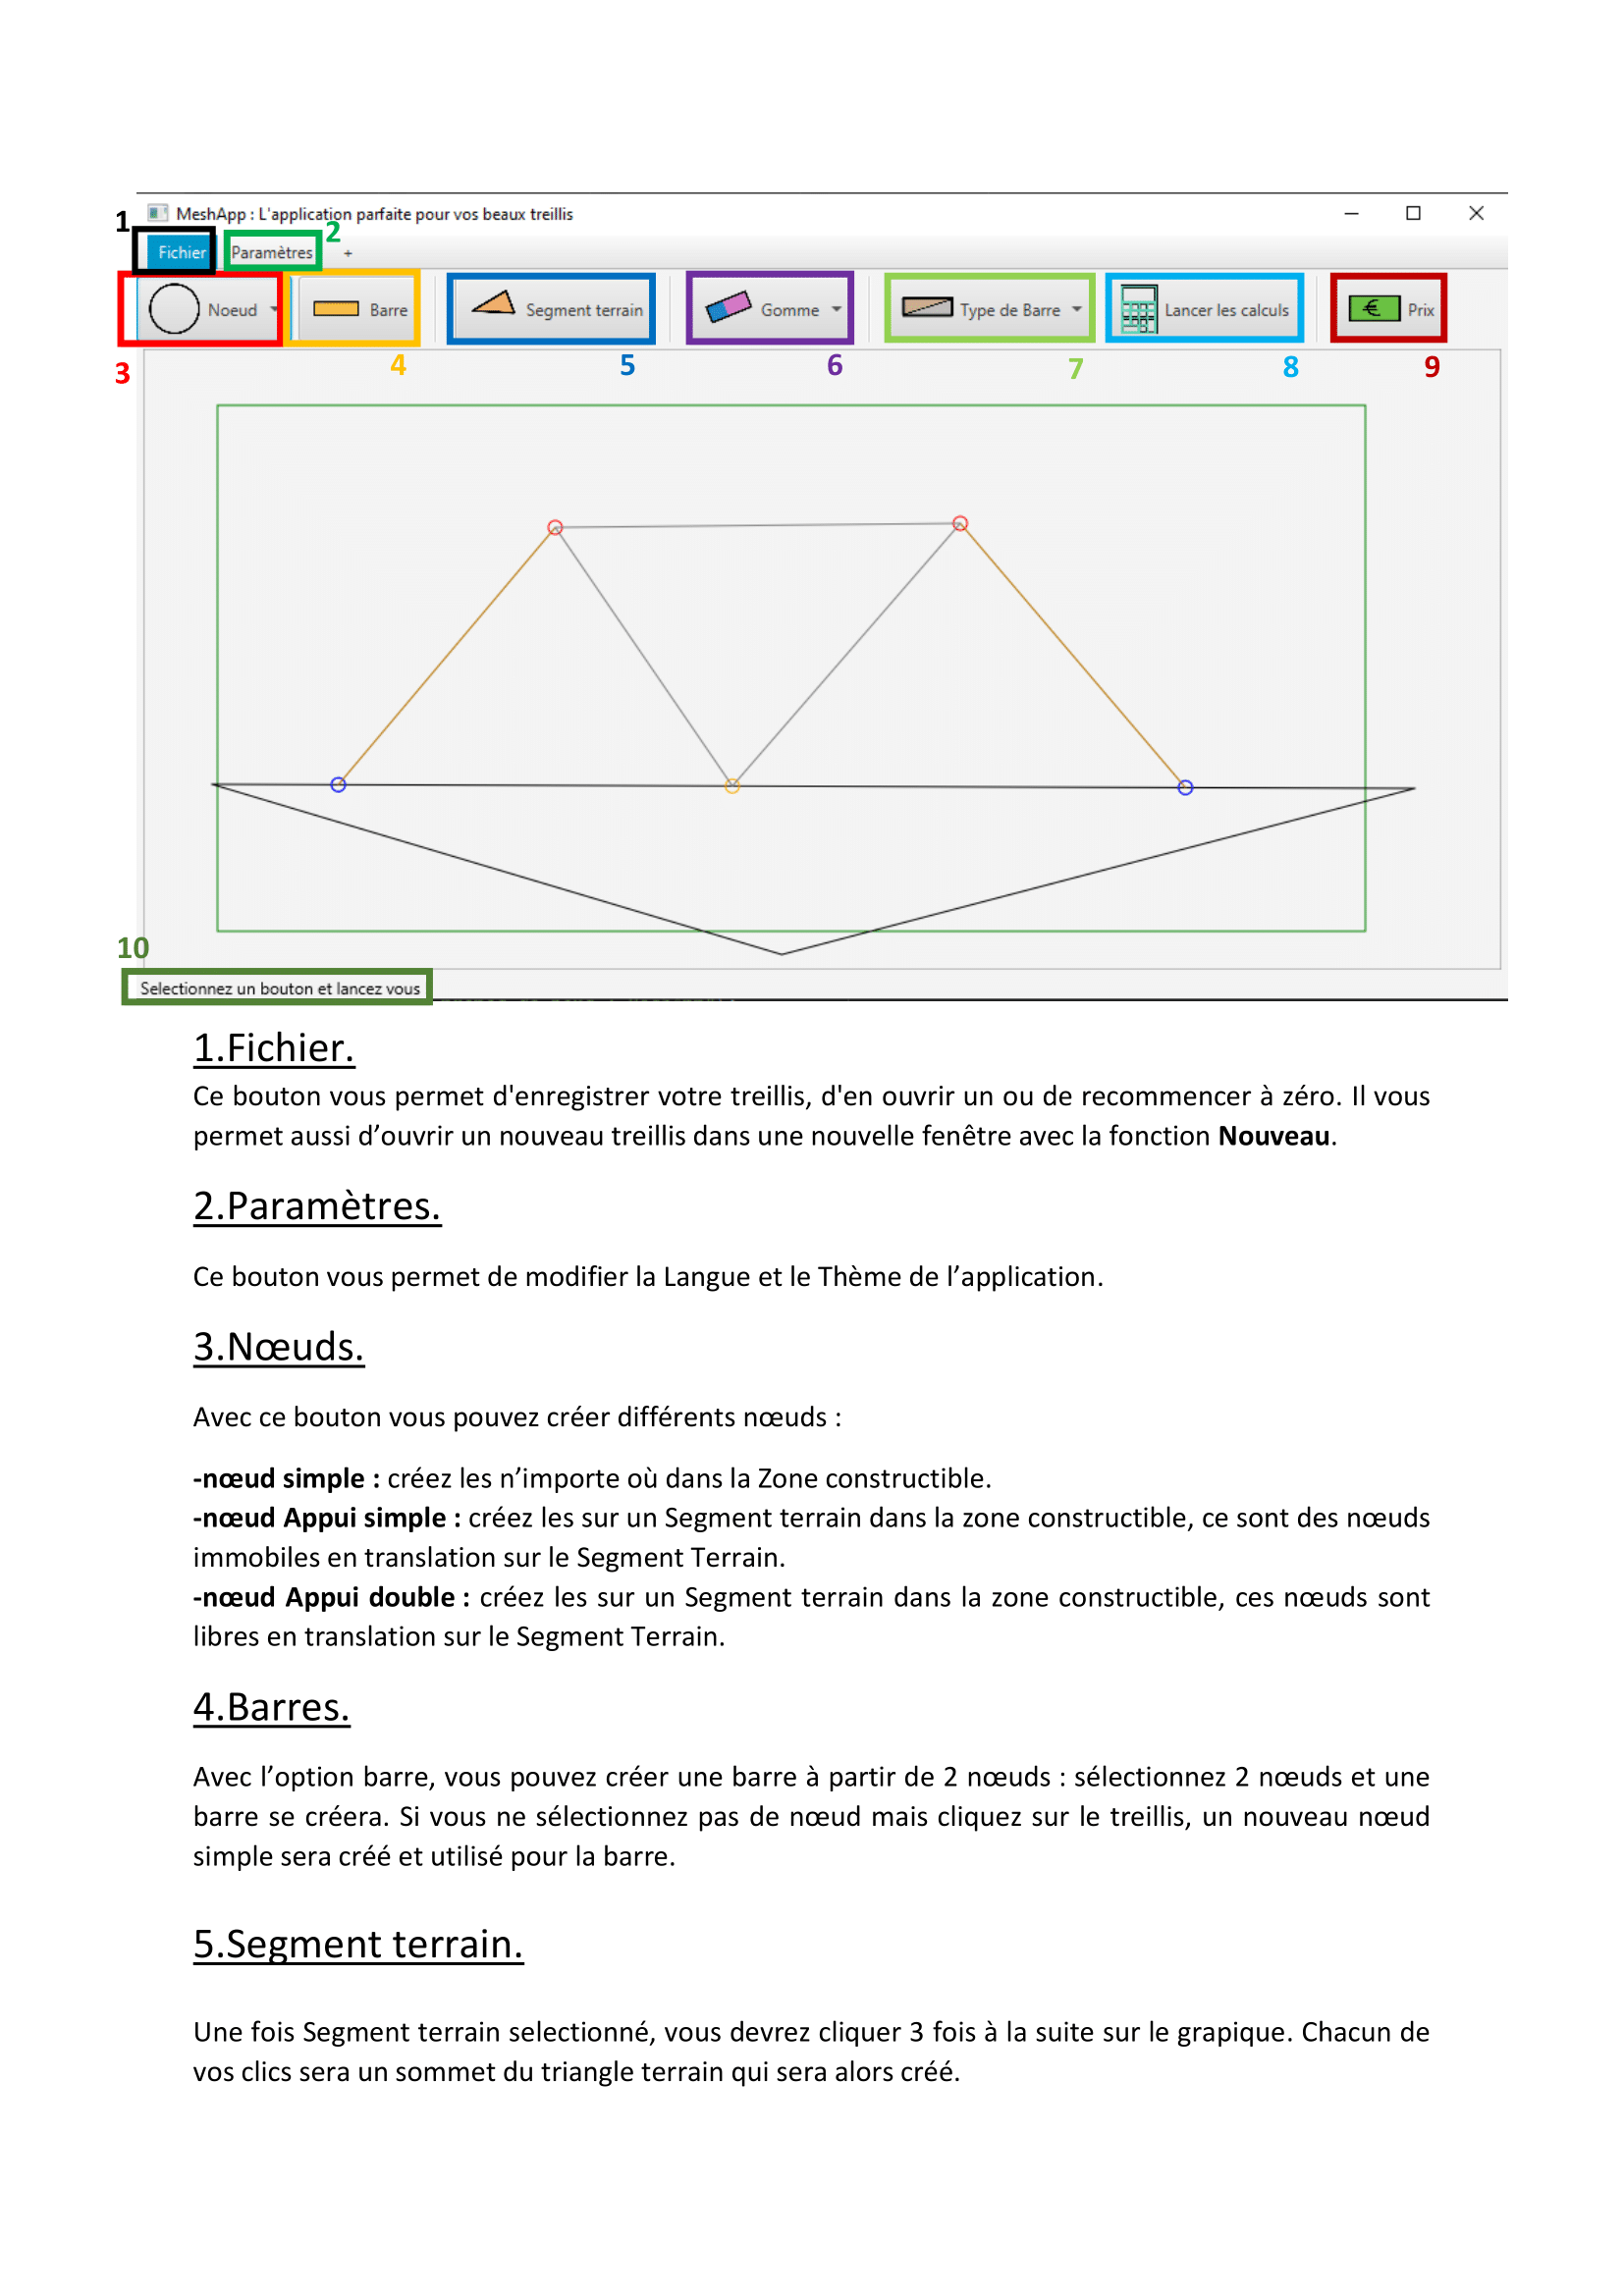 1
MeshApp : L'application parfaite pour vos beaux treillis
2
Fichier
Paramètres
+
Noeud
Barre
Segment terrain
Gomme
Type de Barre
Lancer les calculs
€
Prix
3
4
5
6
7
8
9
10
Selectionnez un bouton et lancez vous
1.Fichier.
Ce bouton vous permet d'enregistrer votre treillis, d'en ouvrir un ou de recommencer à zéro. Il vous
permet aussi d’ouvrir un nouveau treillis dans une nouvelle fenêtre avec la fonction Nouveau.
2.Paramètres.
Ce bouton vous permet de modifier la Langue et le Thème de l’application.
3.Nœuds.
Avec ce bouton vous pouvez créer différents nœuds :
-nœud simple : créez les n’importe où dans la Zone constructible.
-nœud Appui simple : créez les sur un Segment terrain dans la zone constructible, ce sont des nœuds
immobiles en translation sur le Segment Terrain.
-nœud Appui double : créez les sur un Segment terrain dans la zone constructible, ces nœuds sont
libres en translation sur le Segment Terrain.
4.Barres.
Avec l’option barre, vous pouvez créer une barre à partir de 2 nœuds : sélectionnez 2 nœuds et une
barre se créera. Si vous ne sélectionnez pas de nœud mais cliquez sur le treillis, un nouveau nœud
simple sera créé et utilisé pour la barre.
5.Segment terrain.
Une fois Segment terrain selectionné, vous devrez cliquer 3 fois à la suite sur le grapique. Chacun de
vos clics sera un sommet du triangle terrain qui sera alors créé.